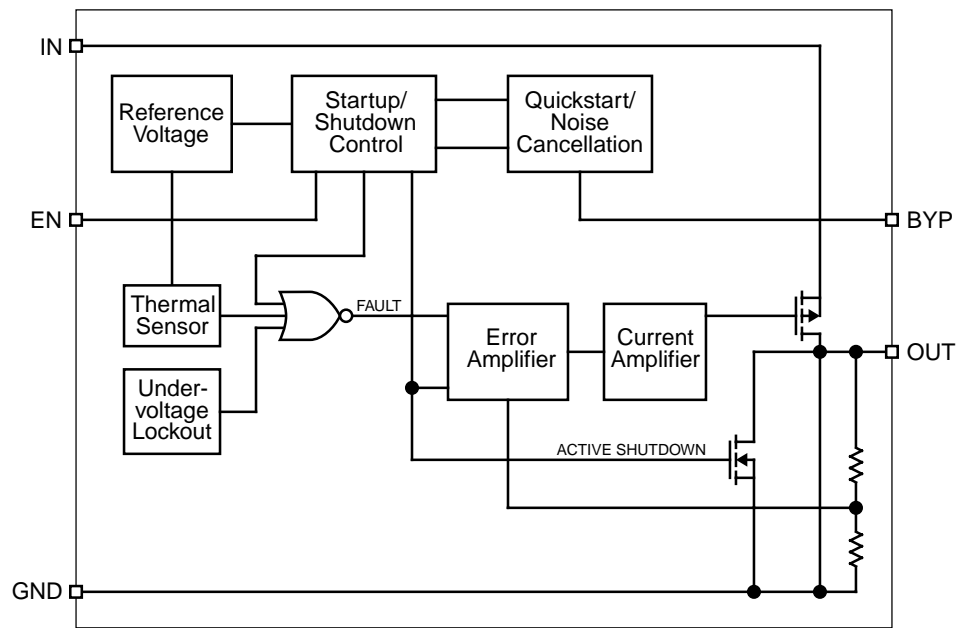 IN
Reference
Voltage
Startup/
Shutdown
Control
Quickstart/
Noise
Cancellation
EN
BYP
Thermal
Sensor
FAULT
Error
Amplifier
Current
Amplifier
OUT
Under-
voltage
Lockout
ACTIVE SHUTDOWN
GND